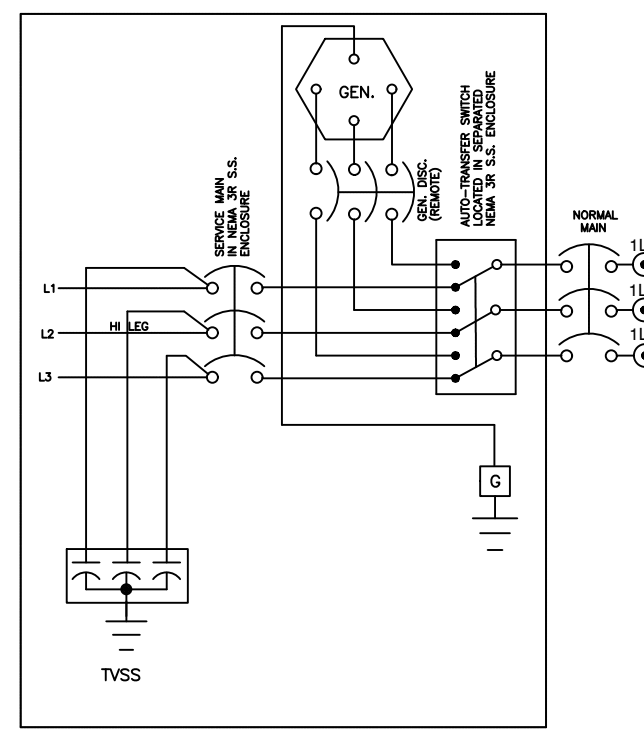 GEN.
SERVICE MAIN
IN NEMA 3R S.S.
ENCLOSURE
GEN. DISC.
(REMOTE)
AUTO-TRANSFER SWITCH
LOCATED IN SEPARATED
NEMA 3R S.S. ENCLOSURE
NORMAL
MAIN
1L
1L
1L
L1
L2
HI LEG
L3
G
TVSS